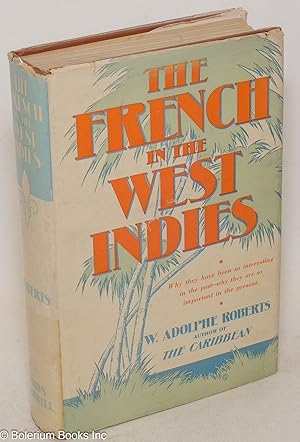 THE
FRENCH
IN THE
WEST
INDIES
Why they have been so interesting
in the past—why they are so
important in the present.
W. ADOLPHE ROBERTS
AUTHOR OF
THE CARIBBEAN
THE
FRENCH
IN THE
WEST
INDIES
ROBERTS
© Bolerium Books Inc